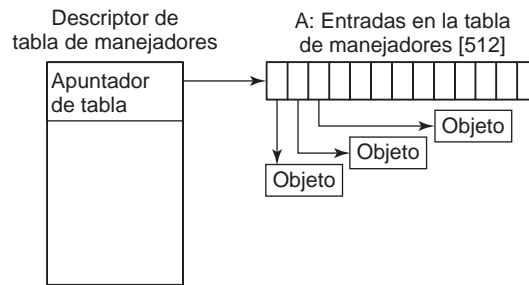 Descriptor de
tabla de manejadores
A: Entradas en la tabla
de manejadores [512]
Apuntador
de tabla
Objeto
Objeto
Objeto